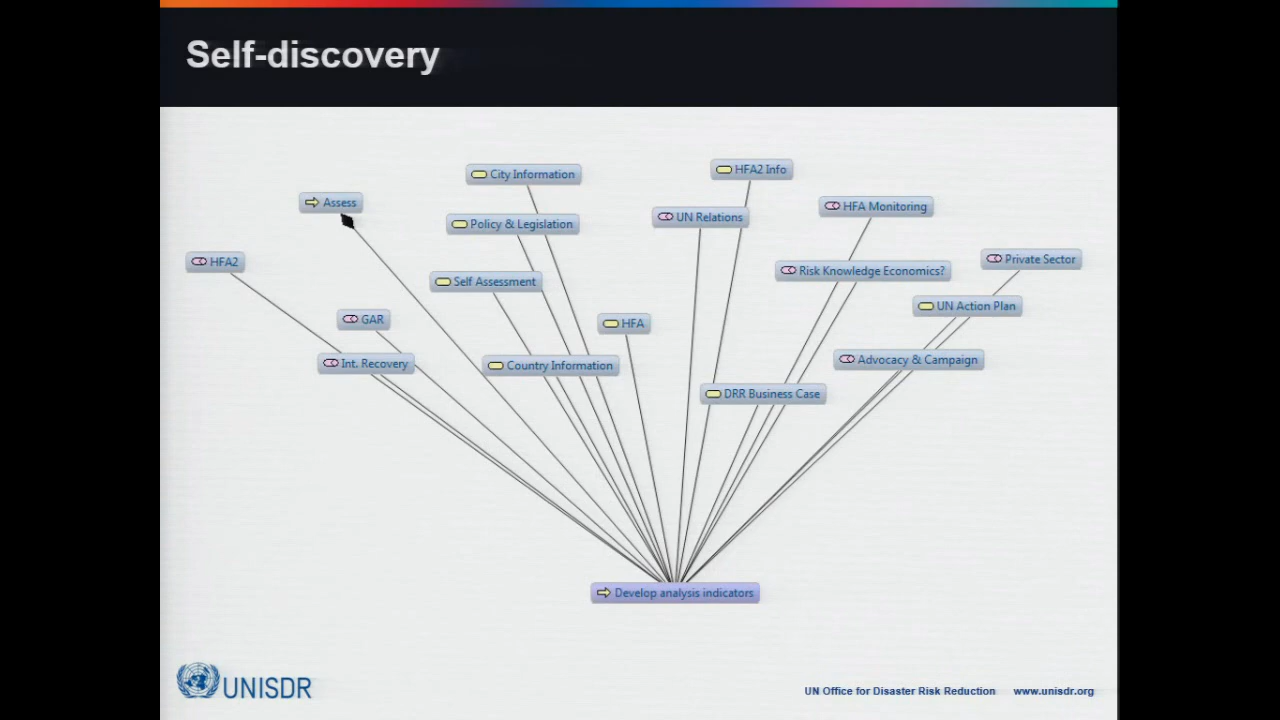 Self-discovery
HFA2 Info
City Information
Assess
HFA Monitoring
UN Relations
Policy & Legislation
Private Sector
HFA2
Risk Knowledge Economics?
Self Assessment
UN Action Plan
GAR
HFA
Advocacy & Campaign
Int. Recovery
Country Information
DRR Business Case
Develop analysis indicators
UNISDR
UN Office for Disaster Risk Reduction www.unisdr.org